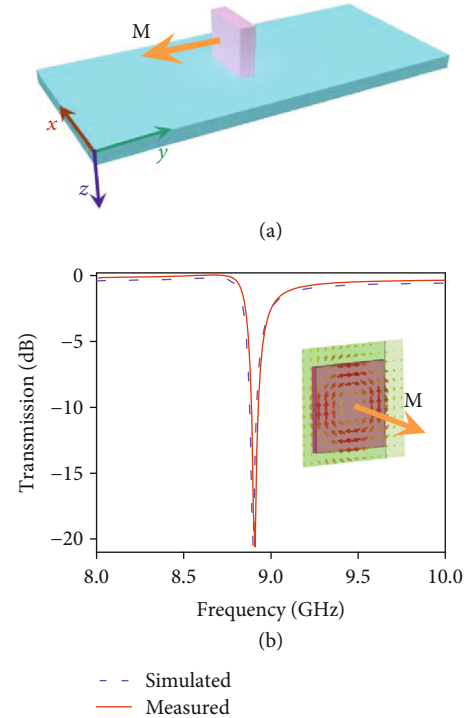 M
x
y
z
(a)
0
−5
−10
−15
−20
Transmission (dB)
M
8.0 8.5 9.0 9.5 10.0
Frequency (GHz)
(b)
Simulated
Measured